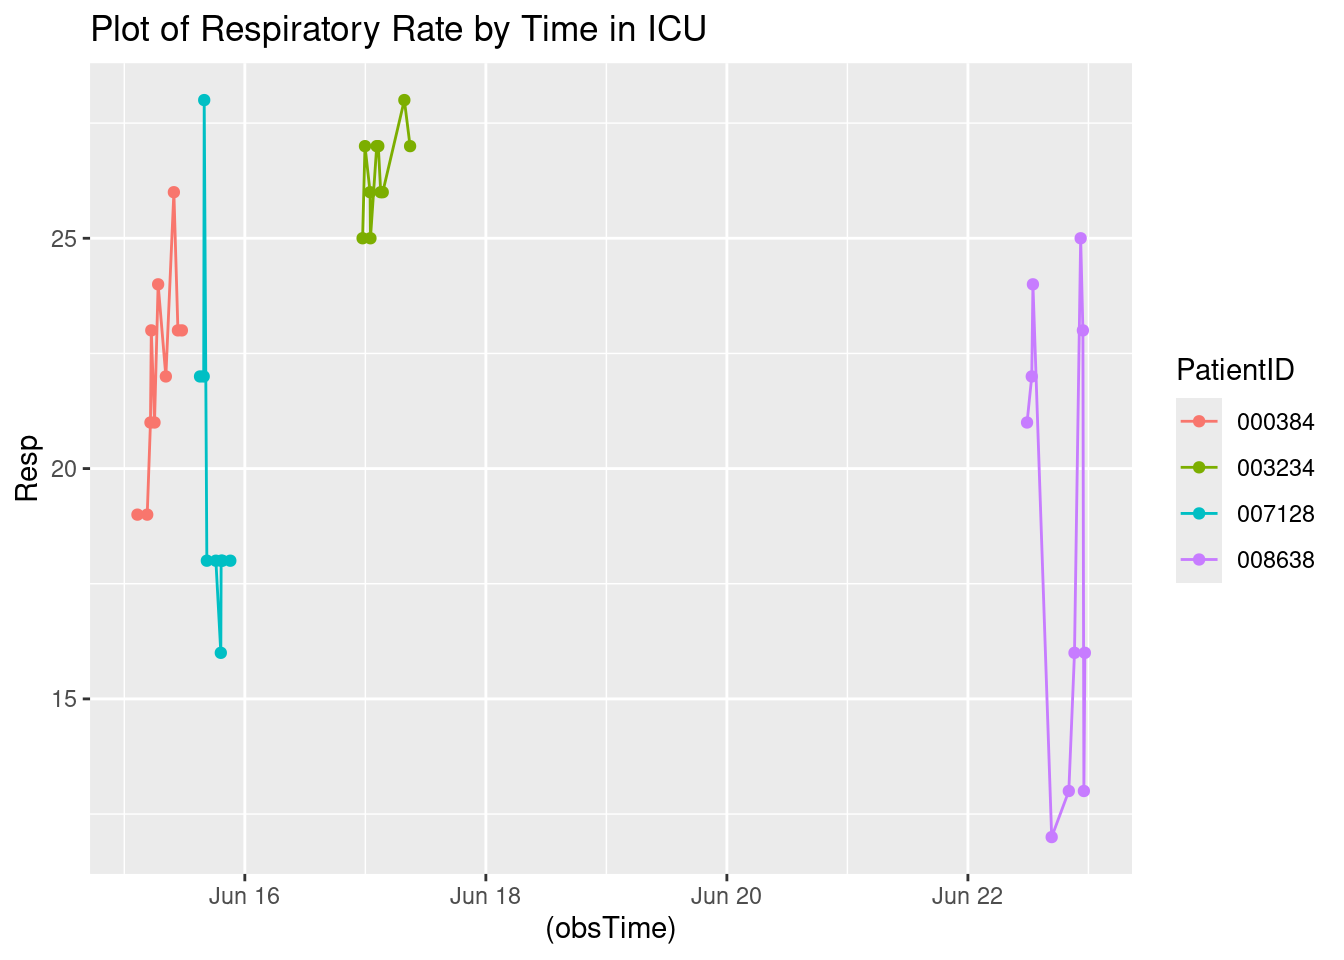 Plot of Respiratory Rate by Time in ICU
25
20
15
Resp
Jun 16
Jun 18
Jun 20
Jun 22
(obsTime)
PatientID
000384
003234
007128
008638